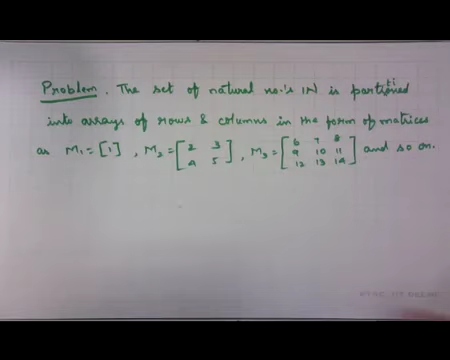 Problem. The set of natural no.'s IN is partitioned
into arrays of rows & columns in the form of matrices
as M₁ = [1], M₂ = [2 3
4 5], M₃ = [6 7 8
9 10 11
12 13 14] and so on.